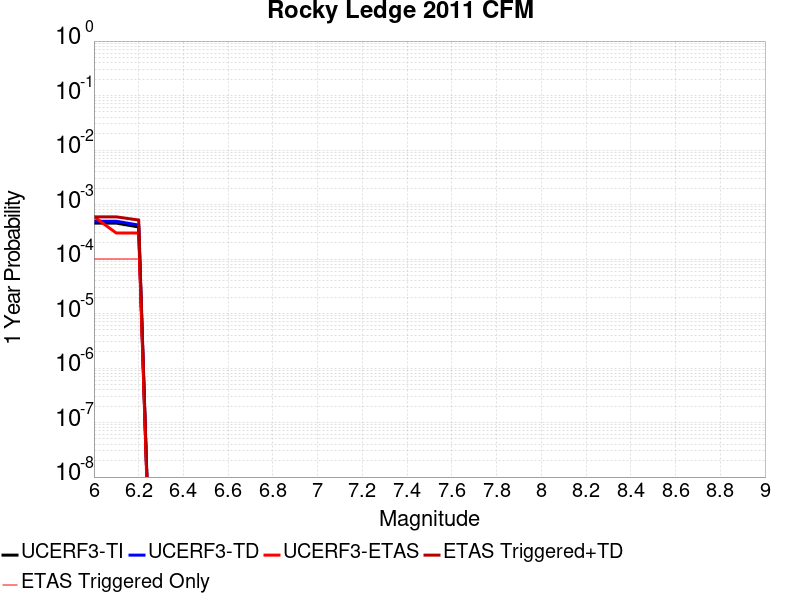 Rocky Ledge 2011 CFM
10^0
10^-1
10^-2
10^-3
10^-4
10^-5
10^-6
10^-7
10^-8
1 Year Probability
6 6.2 6.4 6.6 6.8 7 7.2 7.4 7.6 7.8 8 8.2 8.4 8.6 8.8 9
Magnitude
UCERF3-TI UCERF3-TD UCERF3-ETAS ETAS Triggered+TD
ETAS Triggered Only